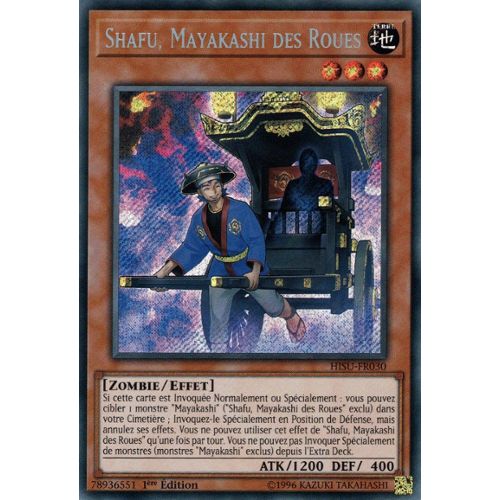 Shafu, Mayakashi des Roues
TERRE
地
HISU-FR030
[Zombie/Effet]
Si cette carte est Invoquée Normalement ou Spécialement : vous pouvez
cibler 1 monstre "Mayakashi" ("Shafu, Mayakashi des Roues" exclu) dans
votre Cimetière ; Invoquez-le Spécialement en Position de Défense, mais
annulez ses effets. Vous ne pouvez utiliser cet effet de "Shafu, Mayakashi
des Roues" qu'une fois par tour. Vous ne pouvez pas Invoquer Spécialement
de monstres (monstres "Mayakashi" exclus) depuis l'Extra Deck.
ATK/1200 DEF/ 400
78936551 1ère Edition ©1996 KAZUKI TAKAHASHI